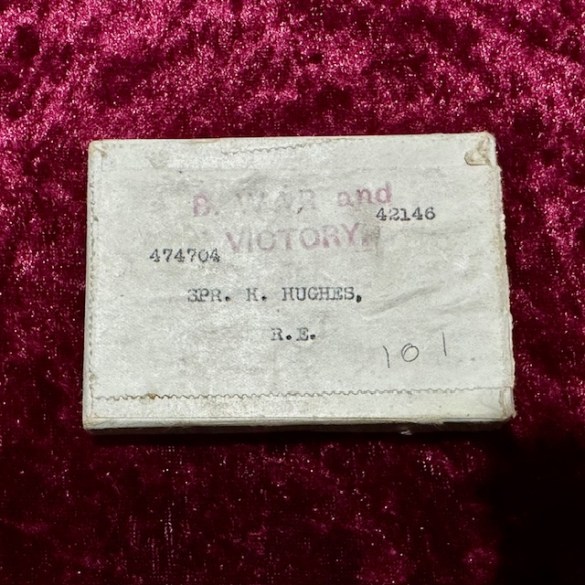 B. WAR and
42146
VICTORY.
474704
SPR. H. HUGHES,
R.E.
101